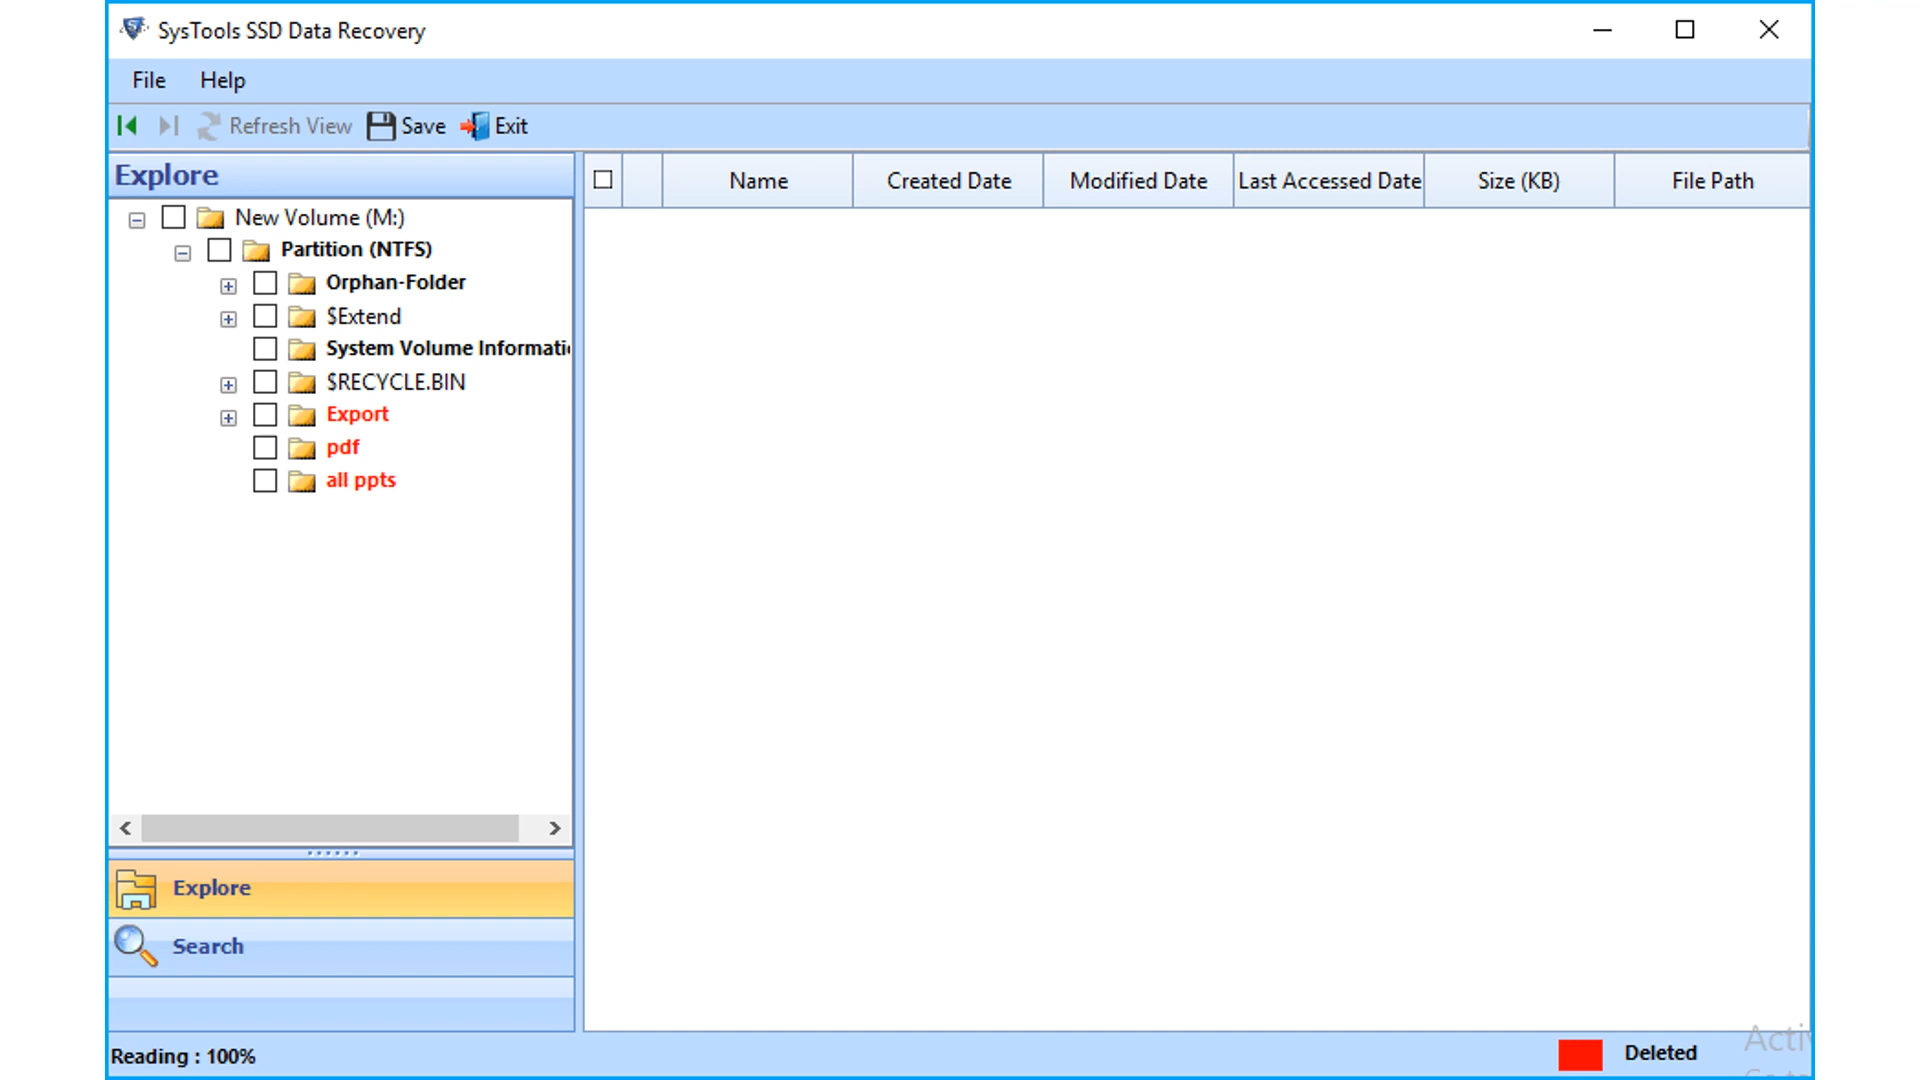 SysTools SSD Data Recovery
File Help
Refresh View Save Exit
Explore
Name Created Date Modified Date Last Accessed Date Size (KB) File Path
New Volume (M:)
Partition (NTFS)
Orphan-Folder
$Extend
System Volume Informati
$RECYCLE.BIN
Export
pdf
all ppts
Explore
Search
Reading : 100%
Deleted
Acti